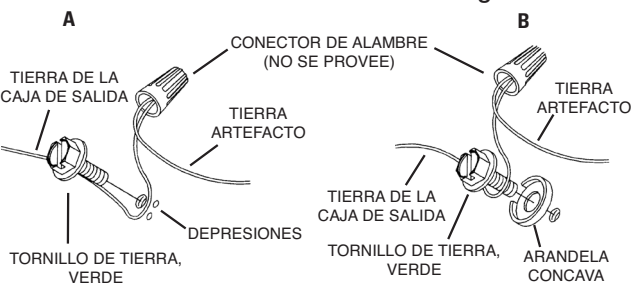 A
B
CONECTOR DE ALAMBRE
(NO SE PROVEE)
TIERRA DE LA
CAJA DE SALIDA
TIERRA
ARTEFACTO
DEPRESIONES
TORNILLO DE TIERRA,
VERDE
TIERRA
ARTEFACTO
TIERRA DE LA
CAJA DE SALIDA
TORNILLO DE TIERRA,
VERDE
ARANDELA
CONCAVA